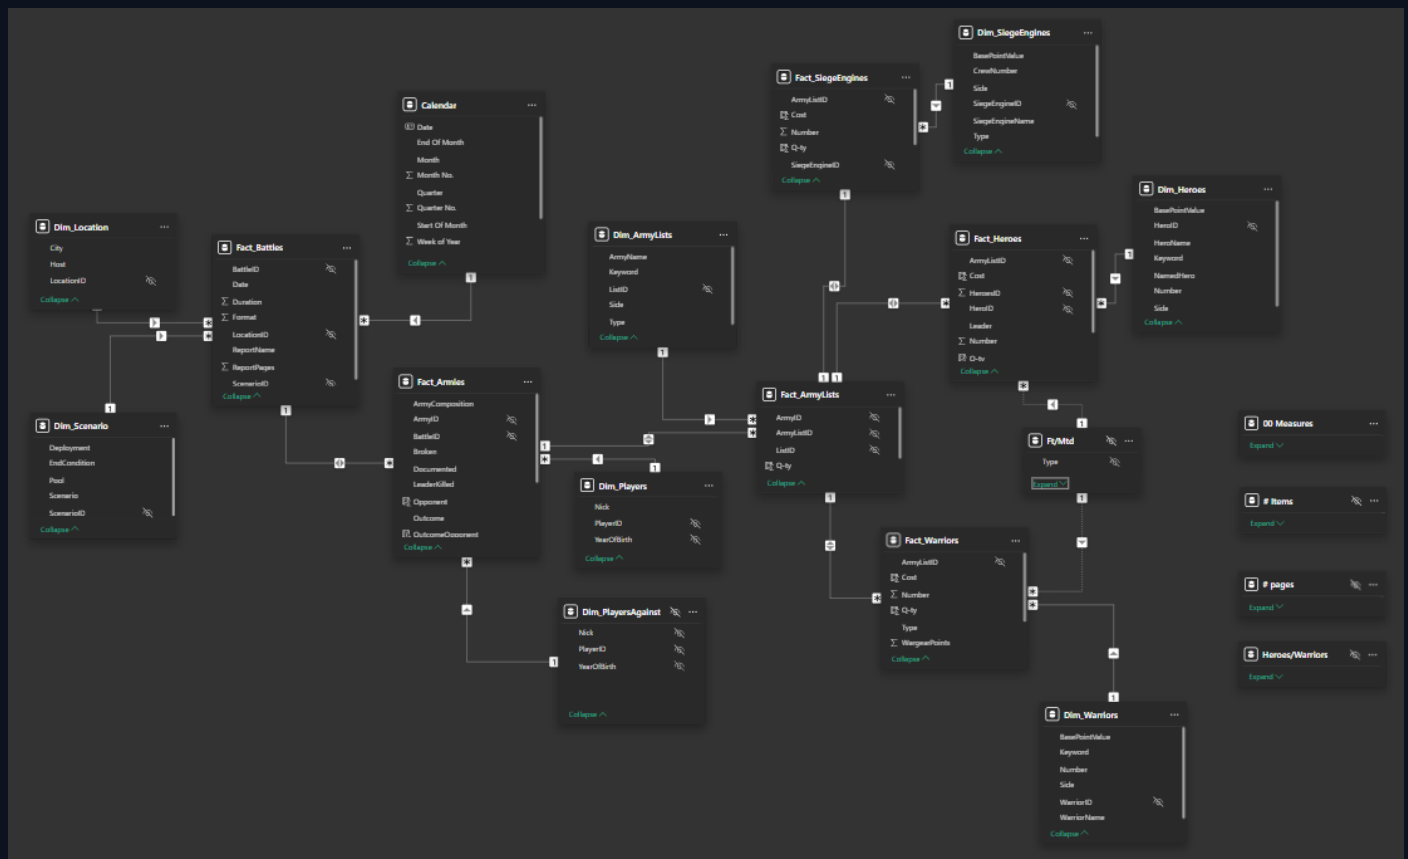 Dim_SiegeEngines
BasePointValue
CrewNumber
Side
SiegeEngineID
SiegeEngineName
Type
Collapse
Fact_SiegeEngines
ArmyListID
Cost
Number
Q-ty
SiegeEngineID
Collapse
Calendar
Date
End Of Month
Month
Month No.
Quarter
Quarter No.
Start Of Month
Week of Year
Collapse
Dim_Heroes
BasePointValue
HeroID
HeroName
Keyword
NamedHero
Number
Side
Collapse
Dim_Location
City
Host
LocationID
Collapse
Fact_Battles
BattleID
Date
Duration
Format
LocationID
ReportName
ReportPages
ScenarioID
Collapse
Dim_ArmyLists
ArmyName
Keyword
ListID
Side
Type
Collapse
Fact_Heroes
ArmyListID
Cost
HeroesID
HeroID
Leader
Number
Q-ty
Collapse
Fact_Armies
ArmyComposition
ArmyID
BattleID
Broken
Documented
LeaderKilled
Opponent
Outcome
OutcomeOpponent
Collapse
Fact_ArmyLists
ArmyID
ArmyListID
ListID
Q-ty
Collapse
Dim_Scenario
Deployment
EndCondition
Pool
Scenario
ScenarioID
Collapse
Ft/Mtd
Type
Expand
00 Measures
Expand
Dim_Players
Nick
PlayerID
YearOfBirth
Collapse
# Items
Expand
Fact_Warriors
ArmyListID
Cost
Number
Q-ty
Type
WargearPoints
Collapse
# pages
Expand
Dim_PlayersAgainst
Nick
PlayerID
YearOfBirth
Collapse
Heroes/Warriors
Expand
Dim_Warriors
BasePointValue
Keyword
Number
Side
WarriorID
WarriorName
Collapse